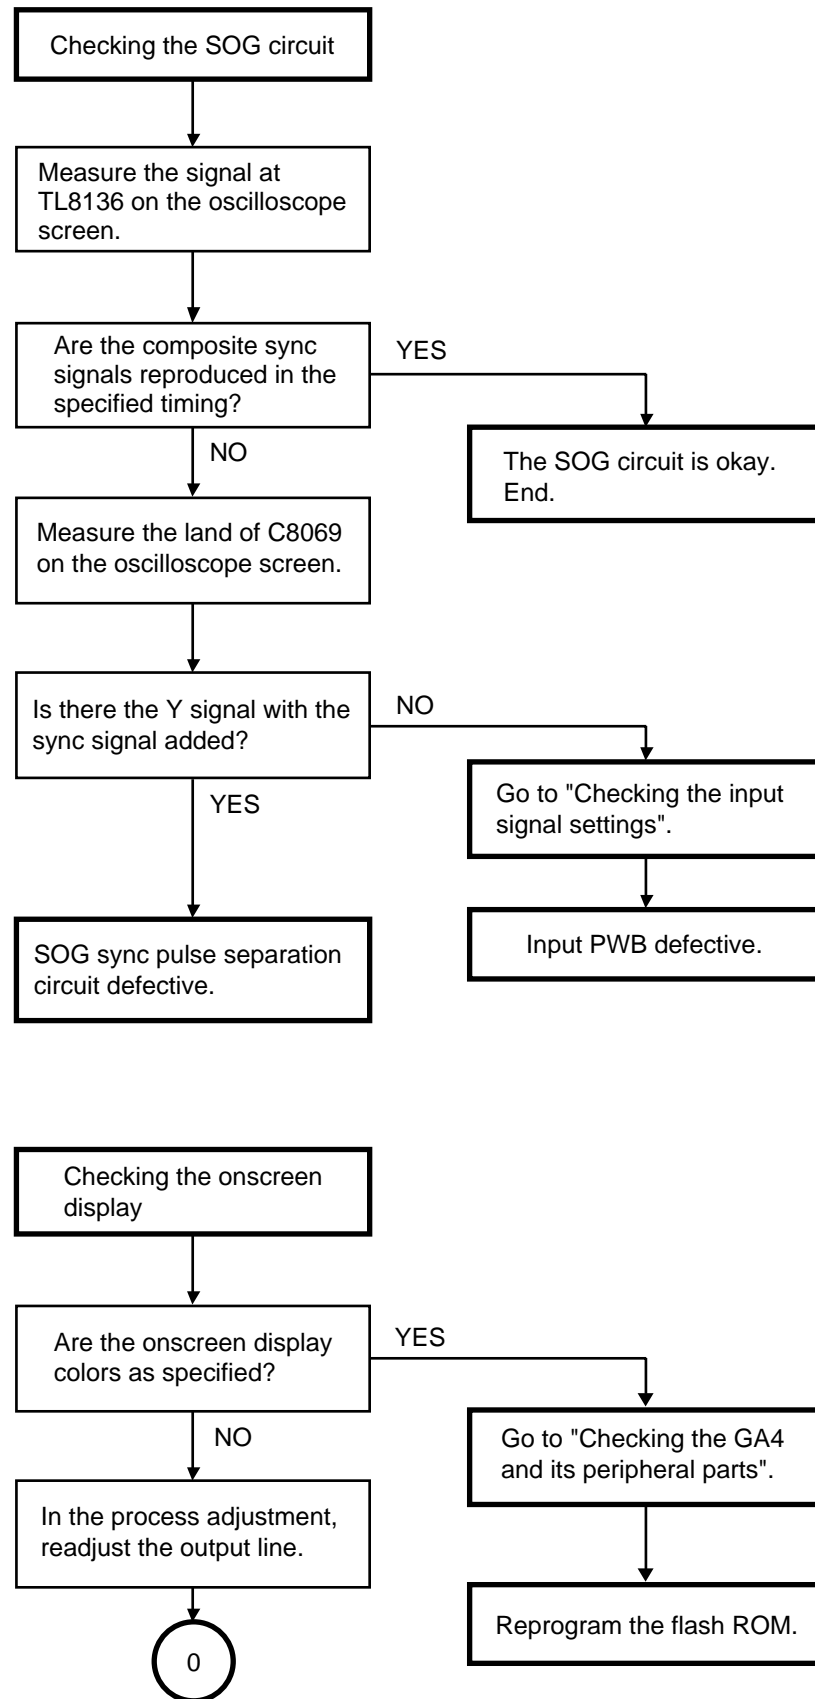 Checking the SOG circuit
Measure the signal at
TL8136 on the oscilloscope
screen.
Are the composite sync
signals reproduced in the
specified timing?
YES
NO
The SOG circuit is okay.
End.
Measure the land of C8069
on the oscilloscope screen.
Is there the Y signal with the
sync signal added?
NO
YES
Go to "Checking the input
signal settings".
Input PWB defective.
SOG sync pulse separation
circuit defective.
Checking the onscreen
display
Are the onscreen display
colors as specified?
YES
NO
Go to "Checking the GA4
and its peripheral parts".
In the process adjustment,
readjust the output line.
Reprogram the flash ROM.
0